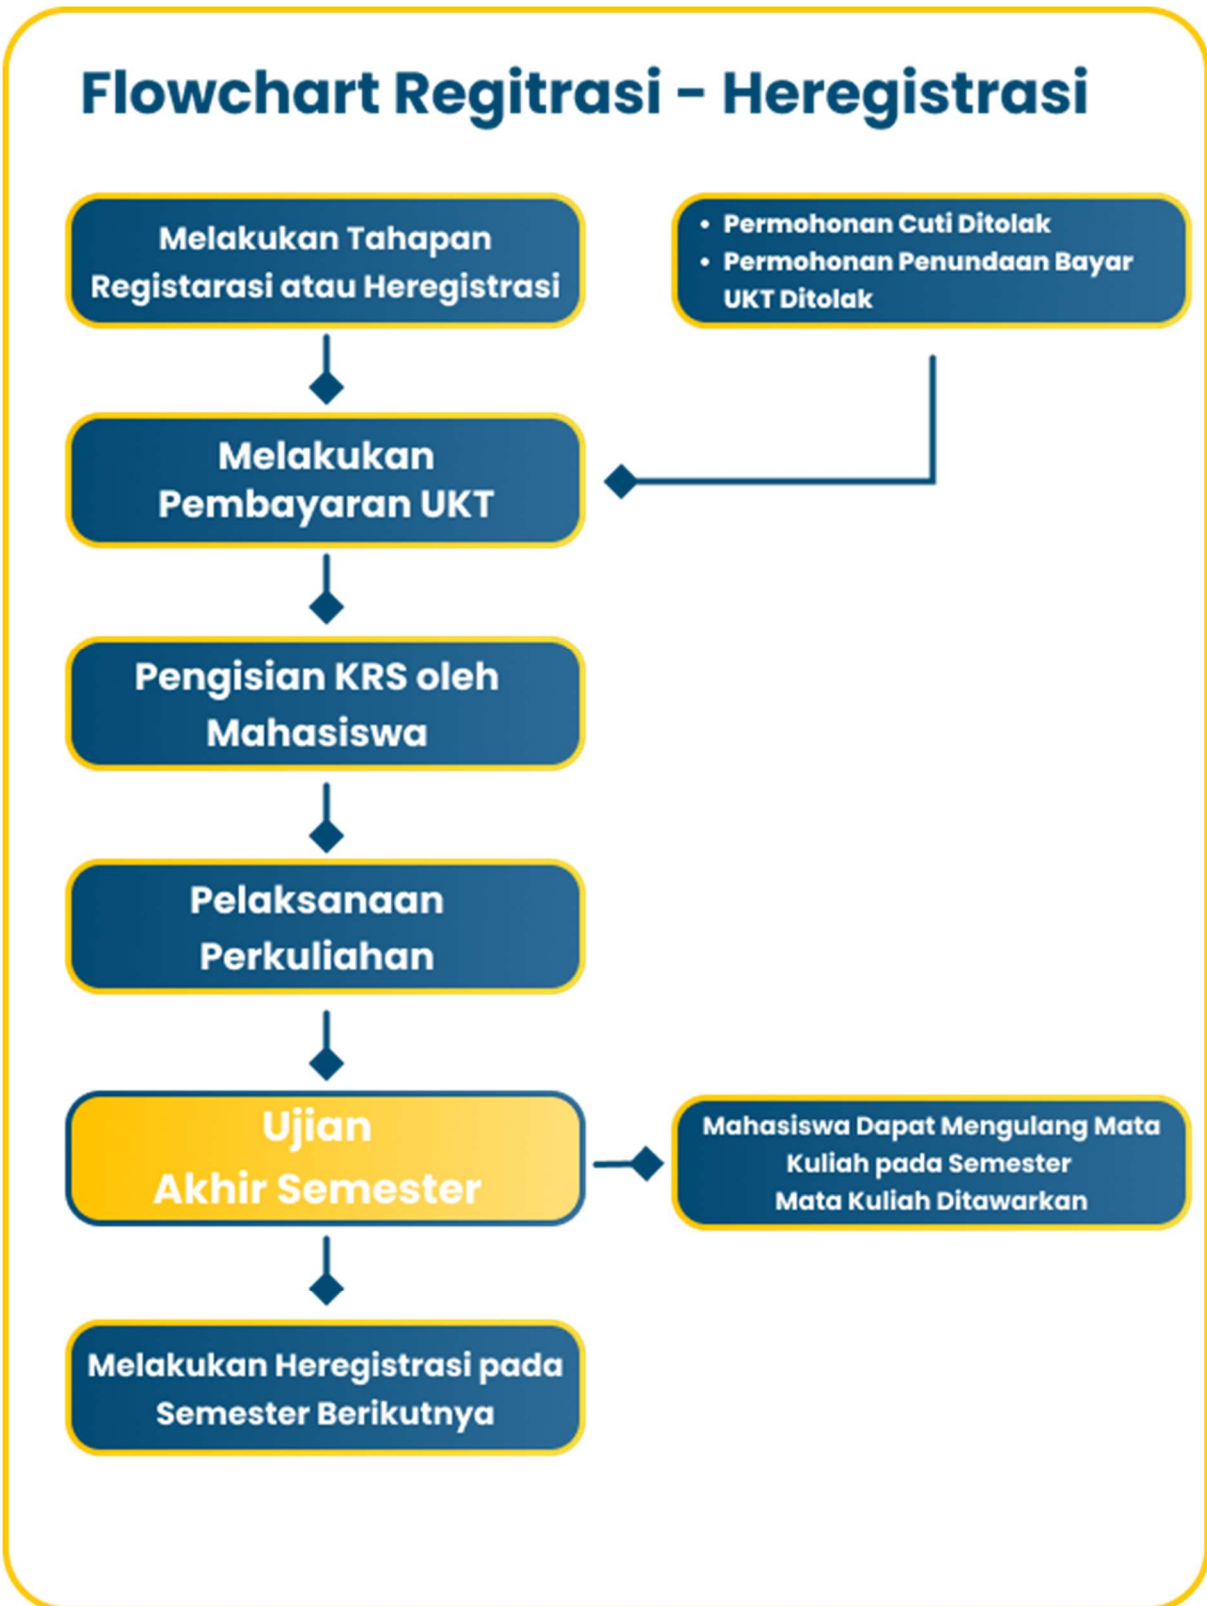 Flowchart Regitrasi - Heregistrasi
Melakukan Tahapan
Registarasi atau Heregistrasi
• Permohonan Cuti Ditolak
• Permohonan Penundaan Bayar
UKT Ditolak
Melakukan
Pembayaran UKT
Pengisian KRS oleh
Mahasiswa
Pelaksanaan
Perkuliahan
Ujian
Akhir Semester
Mahasiswa Dapat Mengulang Mata
Kuliah pada Semester
Mata Kuliah Ditawarkan
Melakukan Heregistrasi pada
Semester Berikutnya